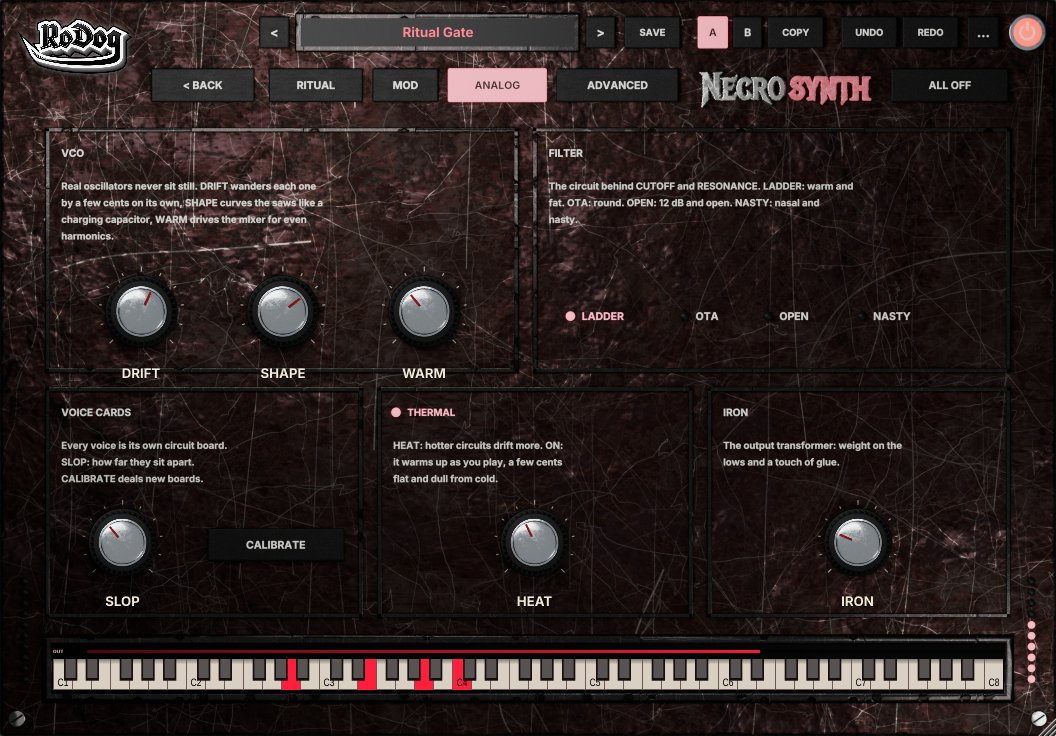 RoDog
<
Ritual Gate
>
SAVE
A
B
COPY
UNDO
REDO
...
< BACK
RITUAL
MOD
ANALOG
ADVANCED
NECRO SYNTH
ALL OFF
VCO
Real oscillators never sit still. DRIFT wanders each one
by a few cents on its own, SHAPE curves the saws like a
charging capacitor, WARM drives the mixer for even
harmonics.
DRIFT
SHAPE
WARM
FILTER
The circuit behind CUTOFF and RESONANCE. LADDER: warm and
fat. OTA: round. OPEN: 12 dB and open. NASTY: nasal and
nasty.
LADDER
OTA
OPEN
NASTY
VOICE CARDS
Every voice is its own circuit board.
SLOP: how far they sit apart.
CALIBRATE deals new boards.
SLOP
CALIBRATE
THERMAL
HEAT: hotter circuits drift more. ON:
it warms up as you play, a few cents
flat and dull from cold.
HEAT
IRON
The output transformer: weight on the
lows and a touch of glue.
IRON
OUT
C1
C2
C3
C4
C5
C6
C7
C8